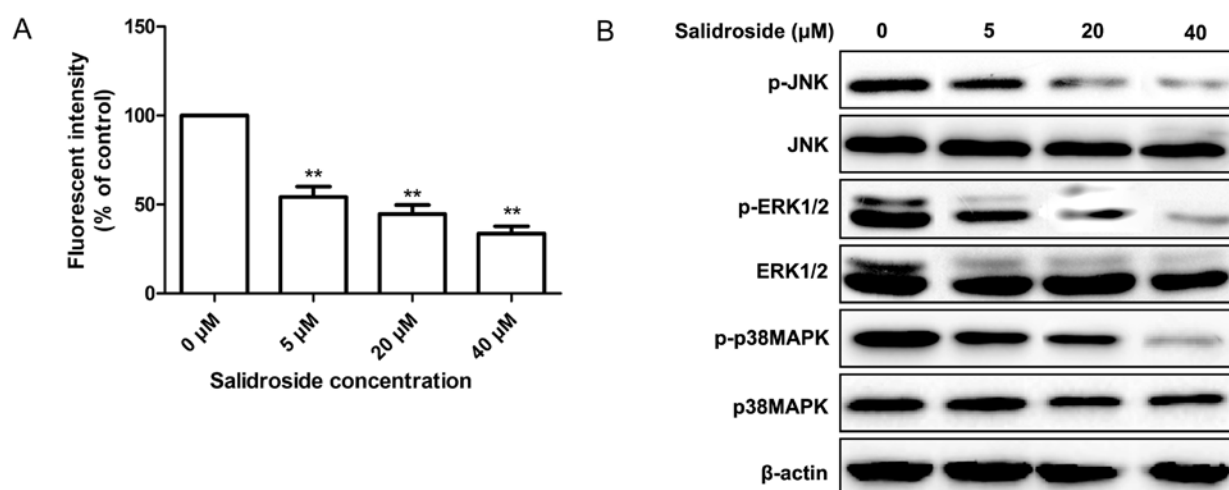 A
150
100
50
0
Fluorescent intensity
(% of control)
**
**
**
0 µM
5 µM
20 µM
40 µM
Salidroside concentration
B
Salidroside (µM) 0 5 20 40
p-JNK
JNK
p-ERK1/2
ERK1/2
p-p38MAPK
p38MAPK
β-actin